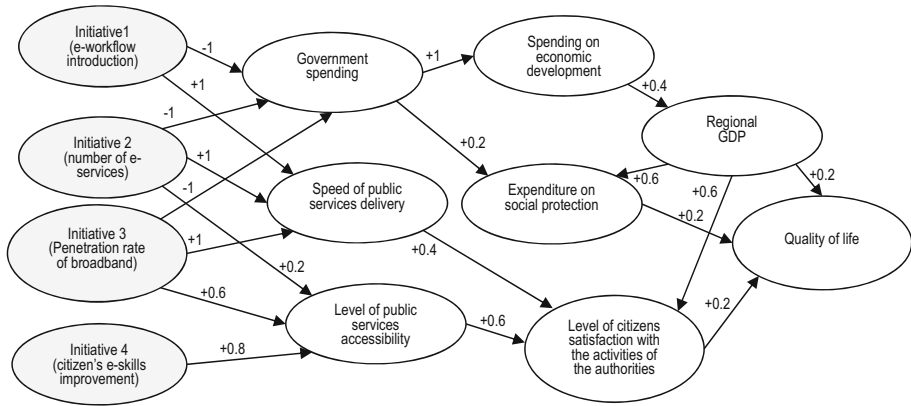 Initiative1
(e-workflow
introduction)
-1
+1
Government
spending
+1
Spending on
economic
development
+0.4
Initiative 2
(number of e-
services)
-1
+1
-1
+0.2
Regional
GDP
+0.2
+0.6
+0.6
Speed of public
services delivery
Expenditure on
social protection
+0.2
Initiative 3
(Penetration rate
of broadband)
+1
+0.2
+0.6
+0.4
Quality of life
Level of public
services
accessibility
+0.6
Level of citizens
satisfaction with
the activities of
the authorities
+0.2
Initiative 4
(citizen's e-skills
improvement)
+0.8